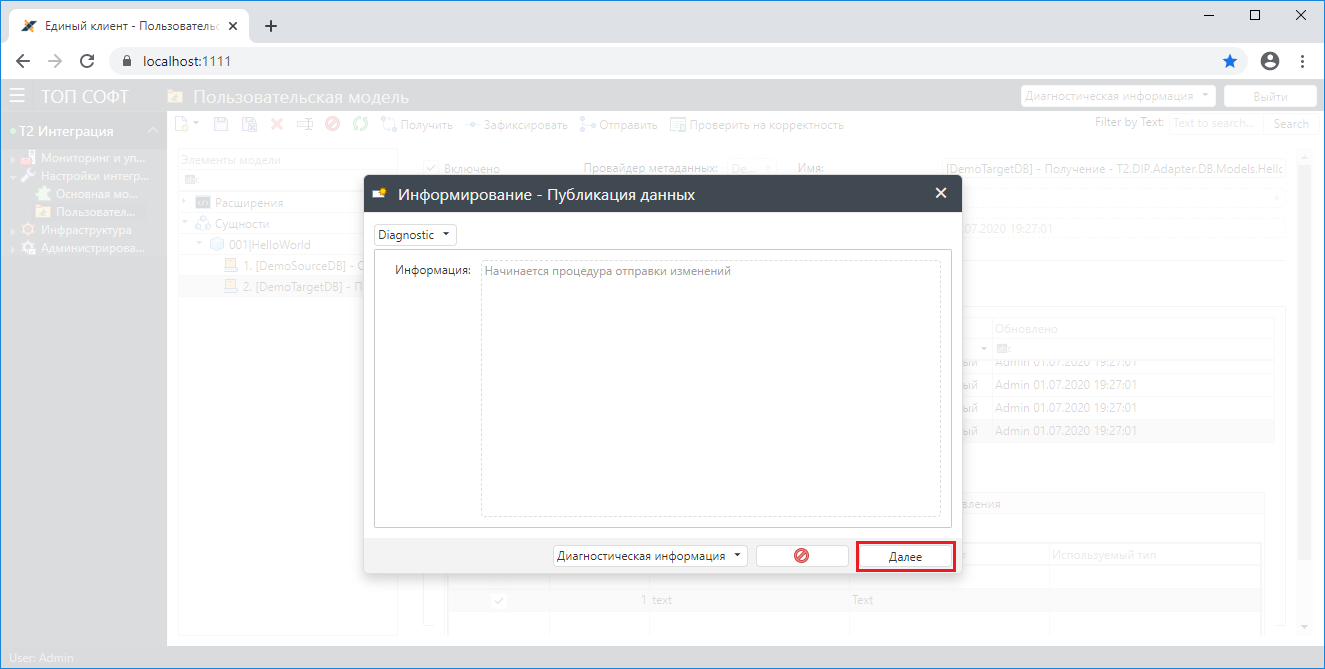 Единый клиент - Пользовательс
localhost:1111
ТОП СОФТ
Пользовательская модель
Диагностическая информация
Выйти
Т2 Интеграция
Получить
Зафиксировать
Отправить
Проверить на корректность
Filter by Text:
Text to search...
Search
Мониторинг и уп...
Настройки интегр...
Основная мо...
Пользовател...
Инфраструктура
Администрирова...
Элементы модели
Расширения
Сущности
001|HelloWorld
1. [DemoSourceDB] - С
2. [DemoTargetDB] - П
Включено
Провайдер метаданных:
De...
Имя:
[DemoTargetDB] - Получение - T2.DIP.Adapter.DB.Models.Hello
.07.2020 19:27:01
Информирование - Публикация данных
Diagnostic
Информация:
Начинается процедура отправки изменений
Диагностическая информация
Далее
Обновлено
ый
Admin 01.07.2020 19:27:01
ый
Admin 01.07.2020 19:27:01
ый
Admin 01.07.2020 19:27:01
ый
Admin 01.07.2020 19:27:01
вления
Используемый тип
1
text
Text
User: Admin